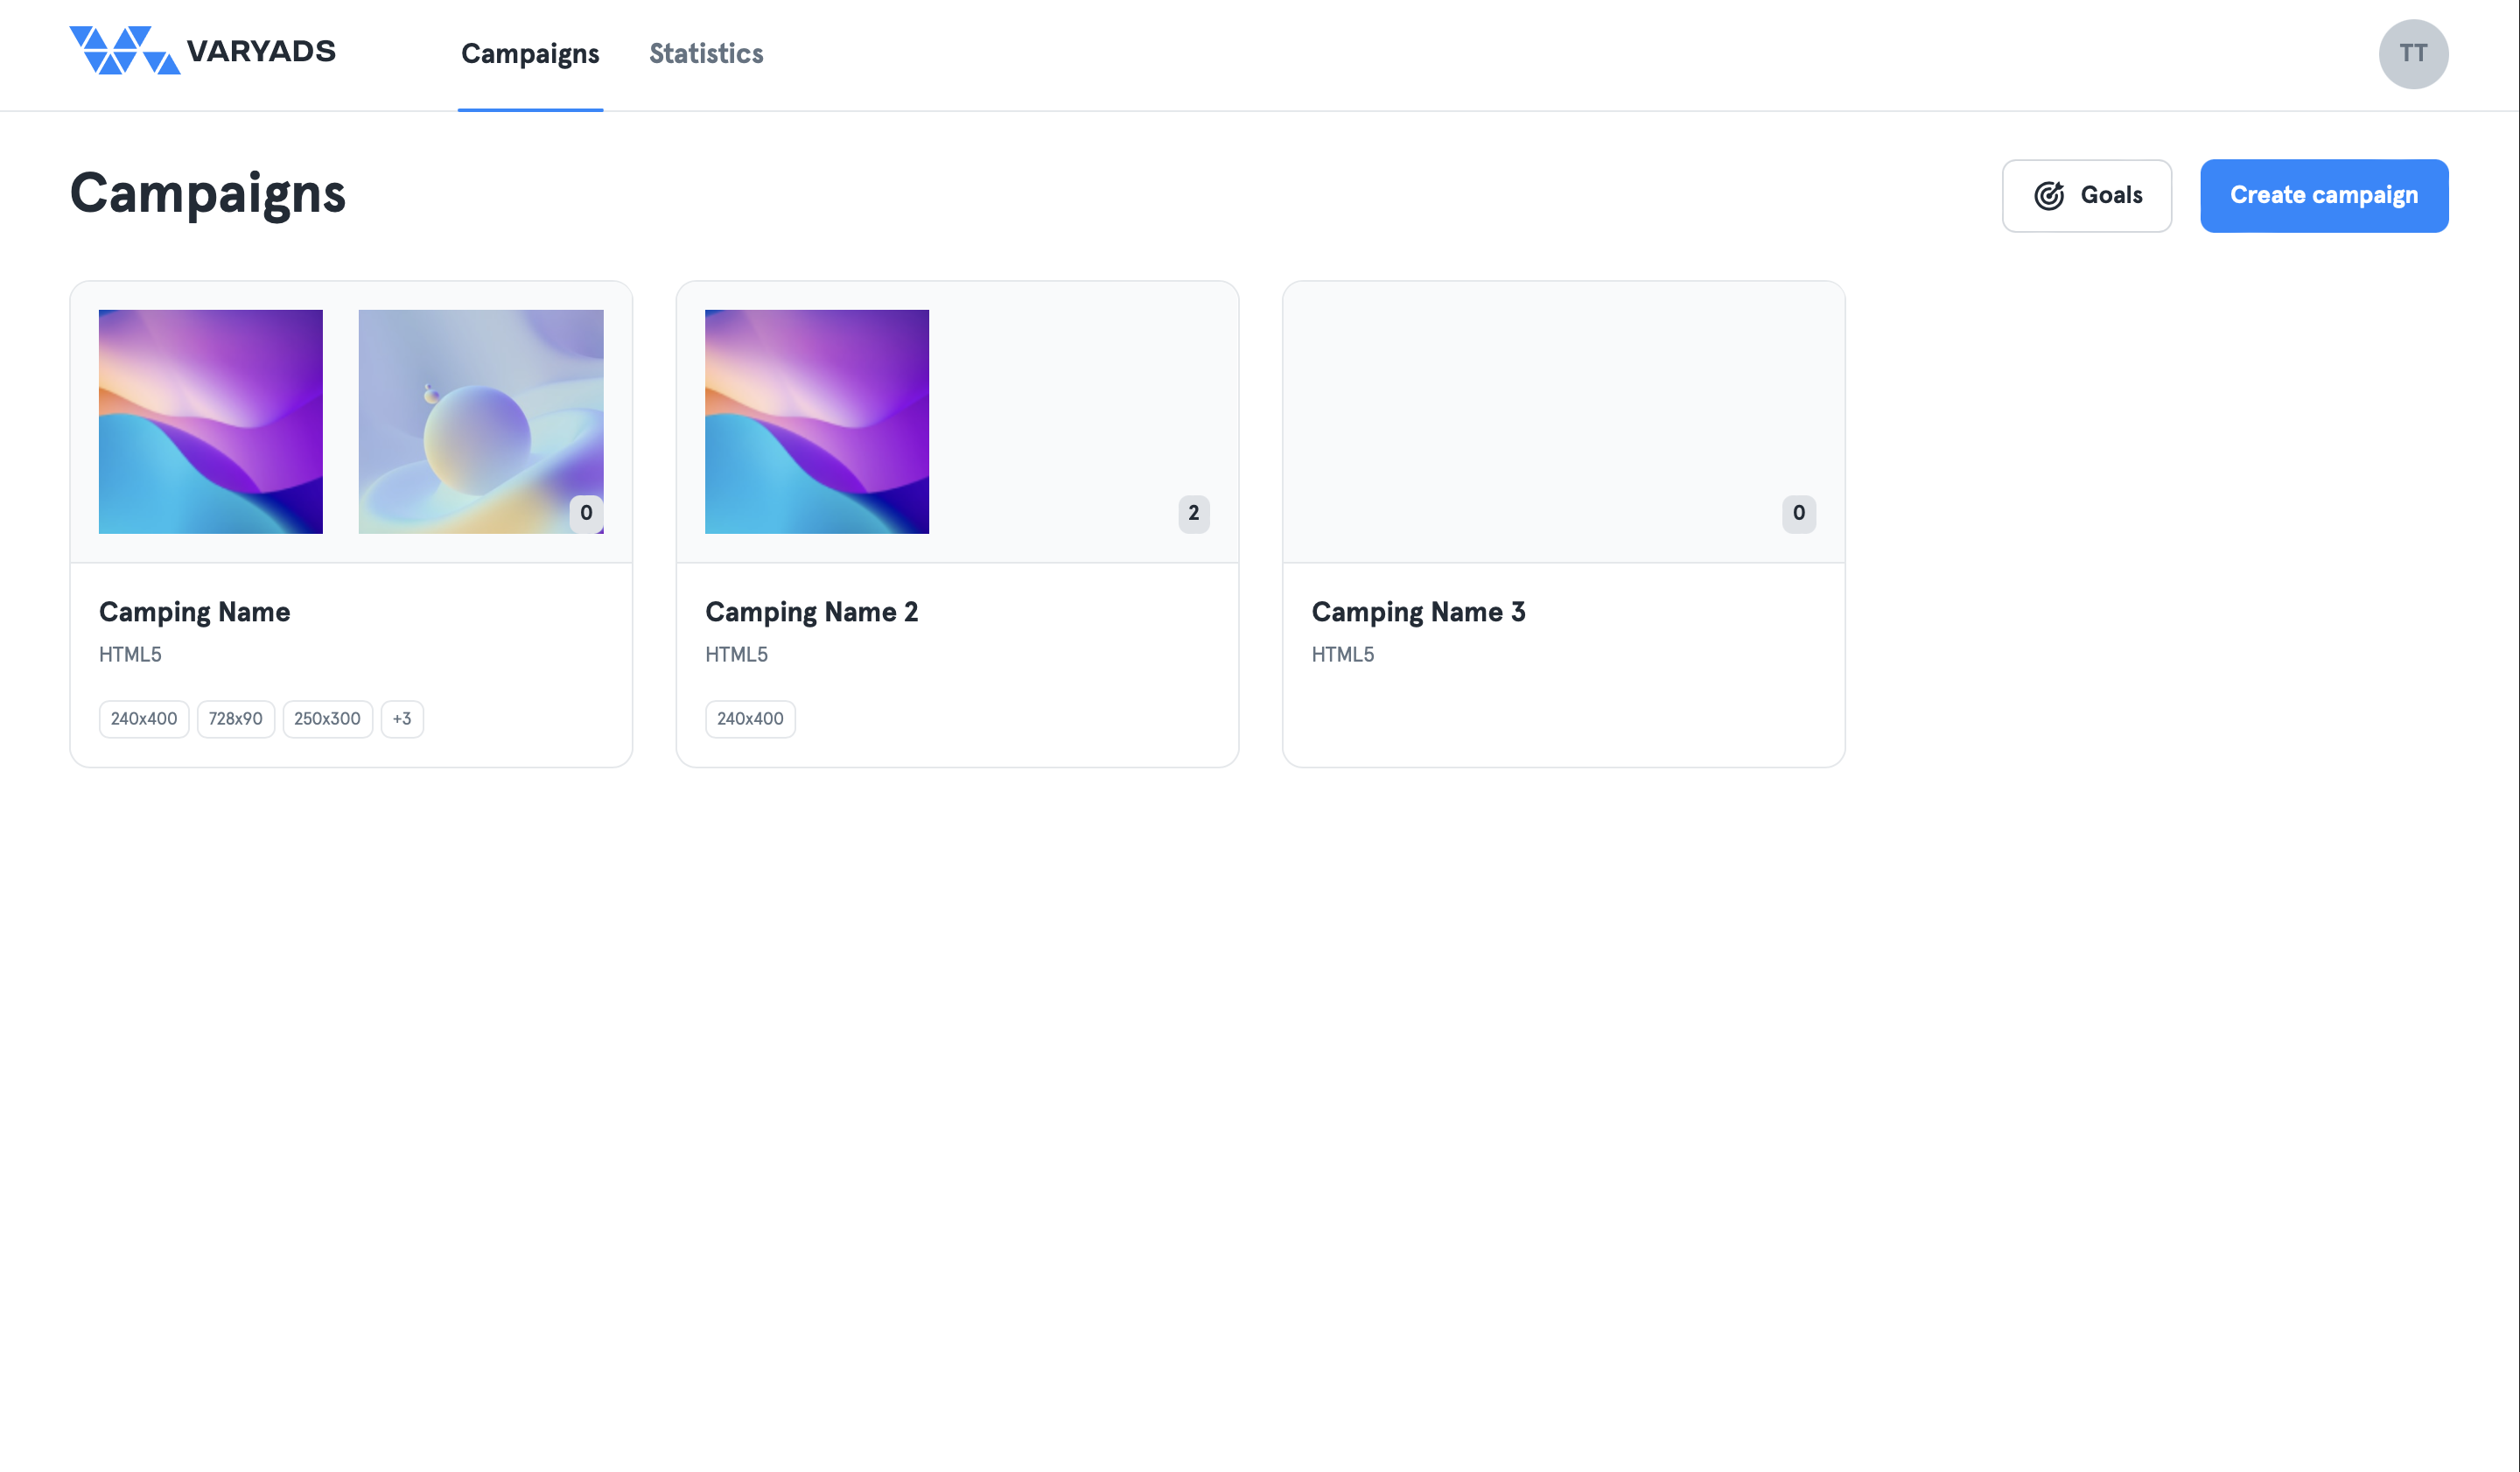 VARYADS
Campaigns Statistics
TT
Campaigns
Goals
Create campaign
0
Camping Name
HTML5
240x400 728x90 250x300 +3
2
Camping Name 2
HTML5
240x400
0
Camping Name 3
HTML5